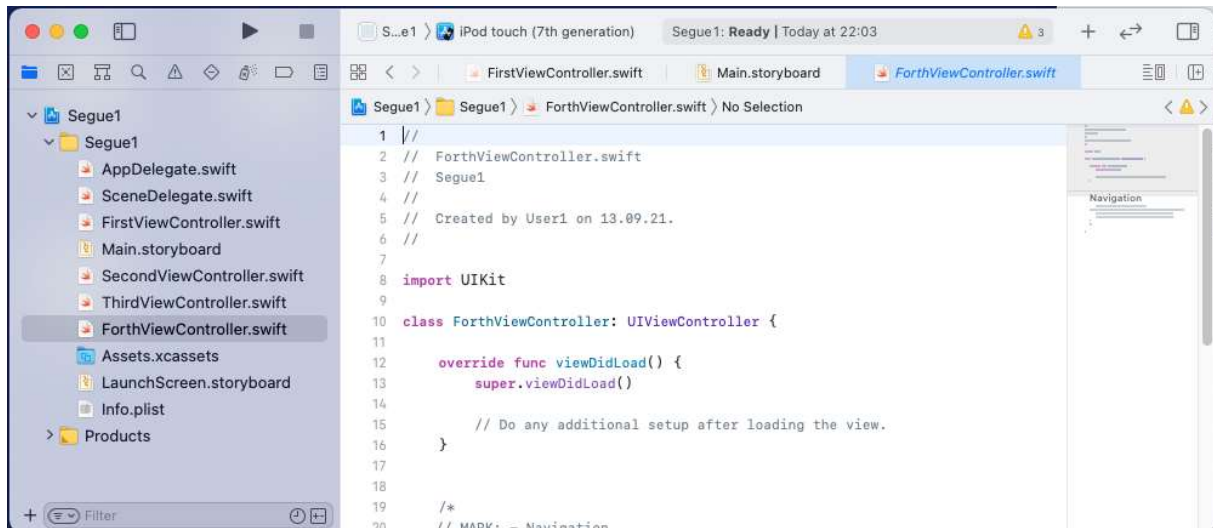 S...e1 〉 iPod touch (7th generation)
Segue1: Ready | Today at 22:03
3
FirstViewController.swift
Main.storyboard
ForthViewController.swift
Segue1 〉 Segue1 〉 ForthViewController.swift 〉 No Selection
Segue1
Segue1
AppDelegate.swift
SceneDelegate.swift
FirstViewController.swift
Main.storyboard
SecondViewController.swift
ThirdViewController.swift
ForthViewController.swift
Assets.xcassets
LaunchScreen.storyboard
Info.plist
Products
Filter
1 //
2 // ForthViewController.swift
3 // Segue1
4 //
5 // Created by User1 on 13.09.21.
6 //
7
8 import UIKit
9
10 class ForthViewController: UIViewController {
11
12 override func viewDidLoad() {
13 super.viewDidLoad()
14
15 // Do any additional setup after loading the view.
16 }
17
18
19 /*
20 // MARK: - Navigation
Navigation